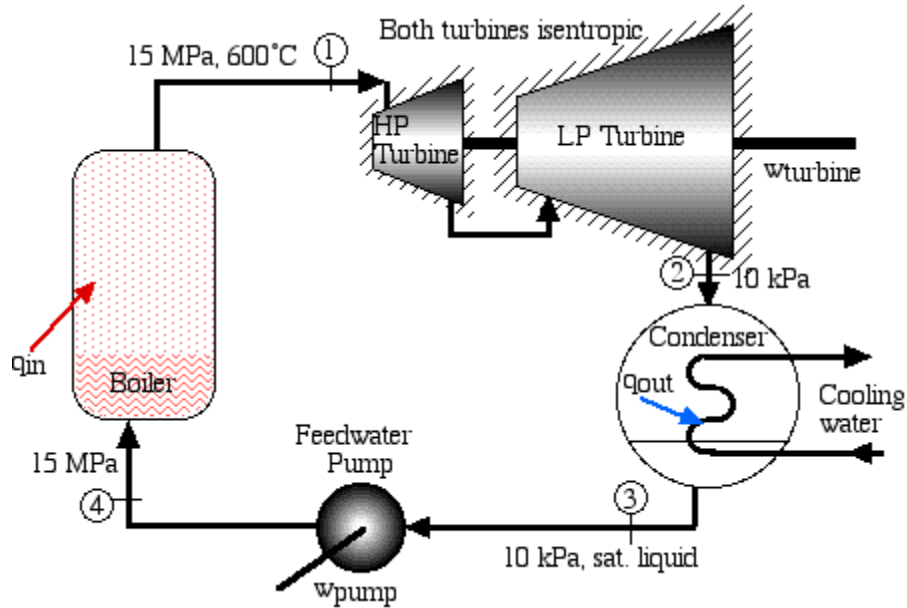 Both turbines isentropic
15 MPa, 600°C
1
HP
Turbine
LP Turbine
wturbine
2
10 kPa
Condenser
qin
qout
Boiler
Cooling
water
15 MPa
Feedwater
Pump
4
3
10 kPa, sat. liquid
wpump